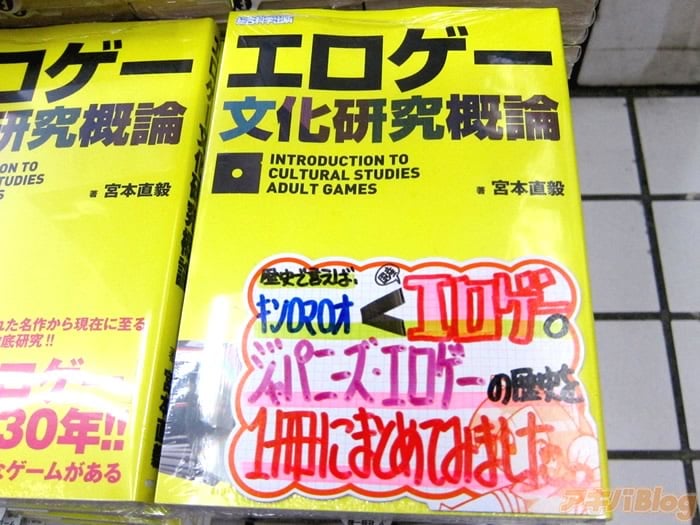 総合科学出版
エロゲー
文化研究概論
INTRODUCTION TO
CULTURAL STUDIES
ADULT GAMES
著 宮本直毅
歴史で言えば、
キンロマロオ < エロゲー。
ジャパニーズ・エロゲーの歴史を
1冊にまとめてみました
ロゲー
研究概論
ON TO
STUDIES
S
著 宮本直毅
れた名作から現在に至る
底研究!!
ロゲー
30年!!
なゲームがある
アキバBlog